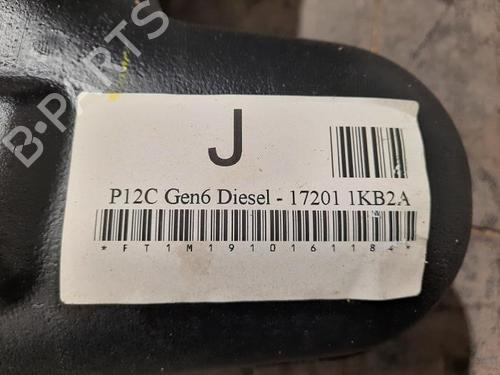 B-PARTS
J
P12C Gen6 Diesel - 17201 1KB2A
*FT1M191016118+*